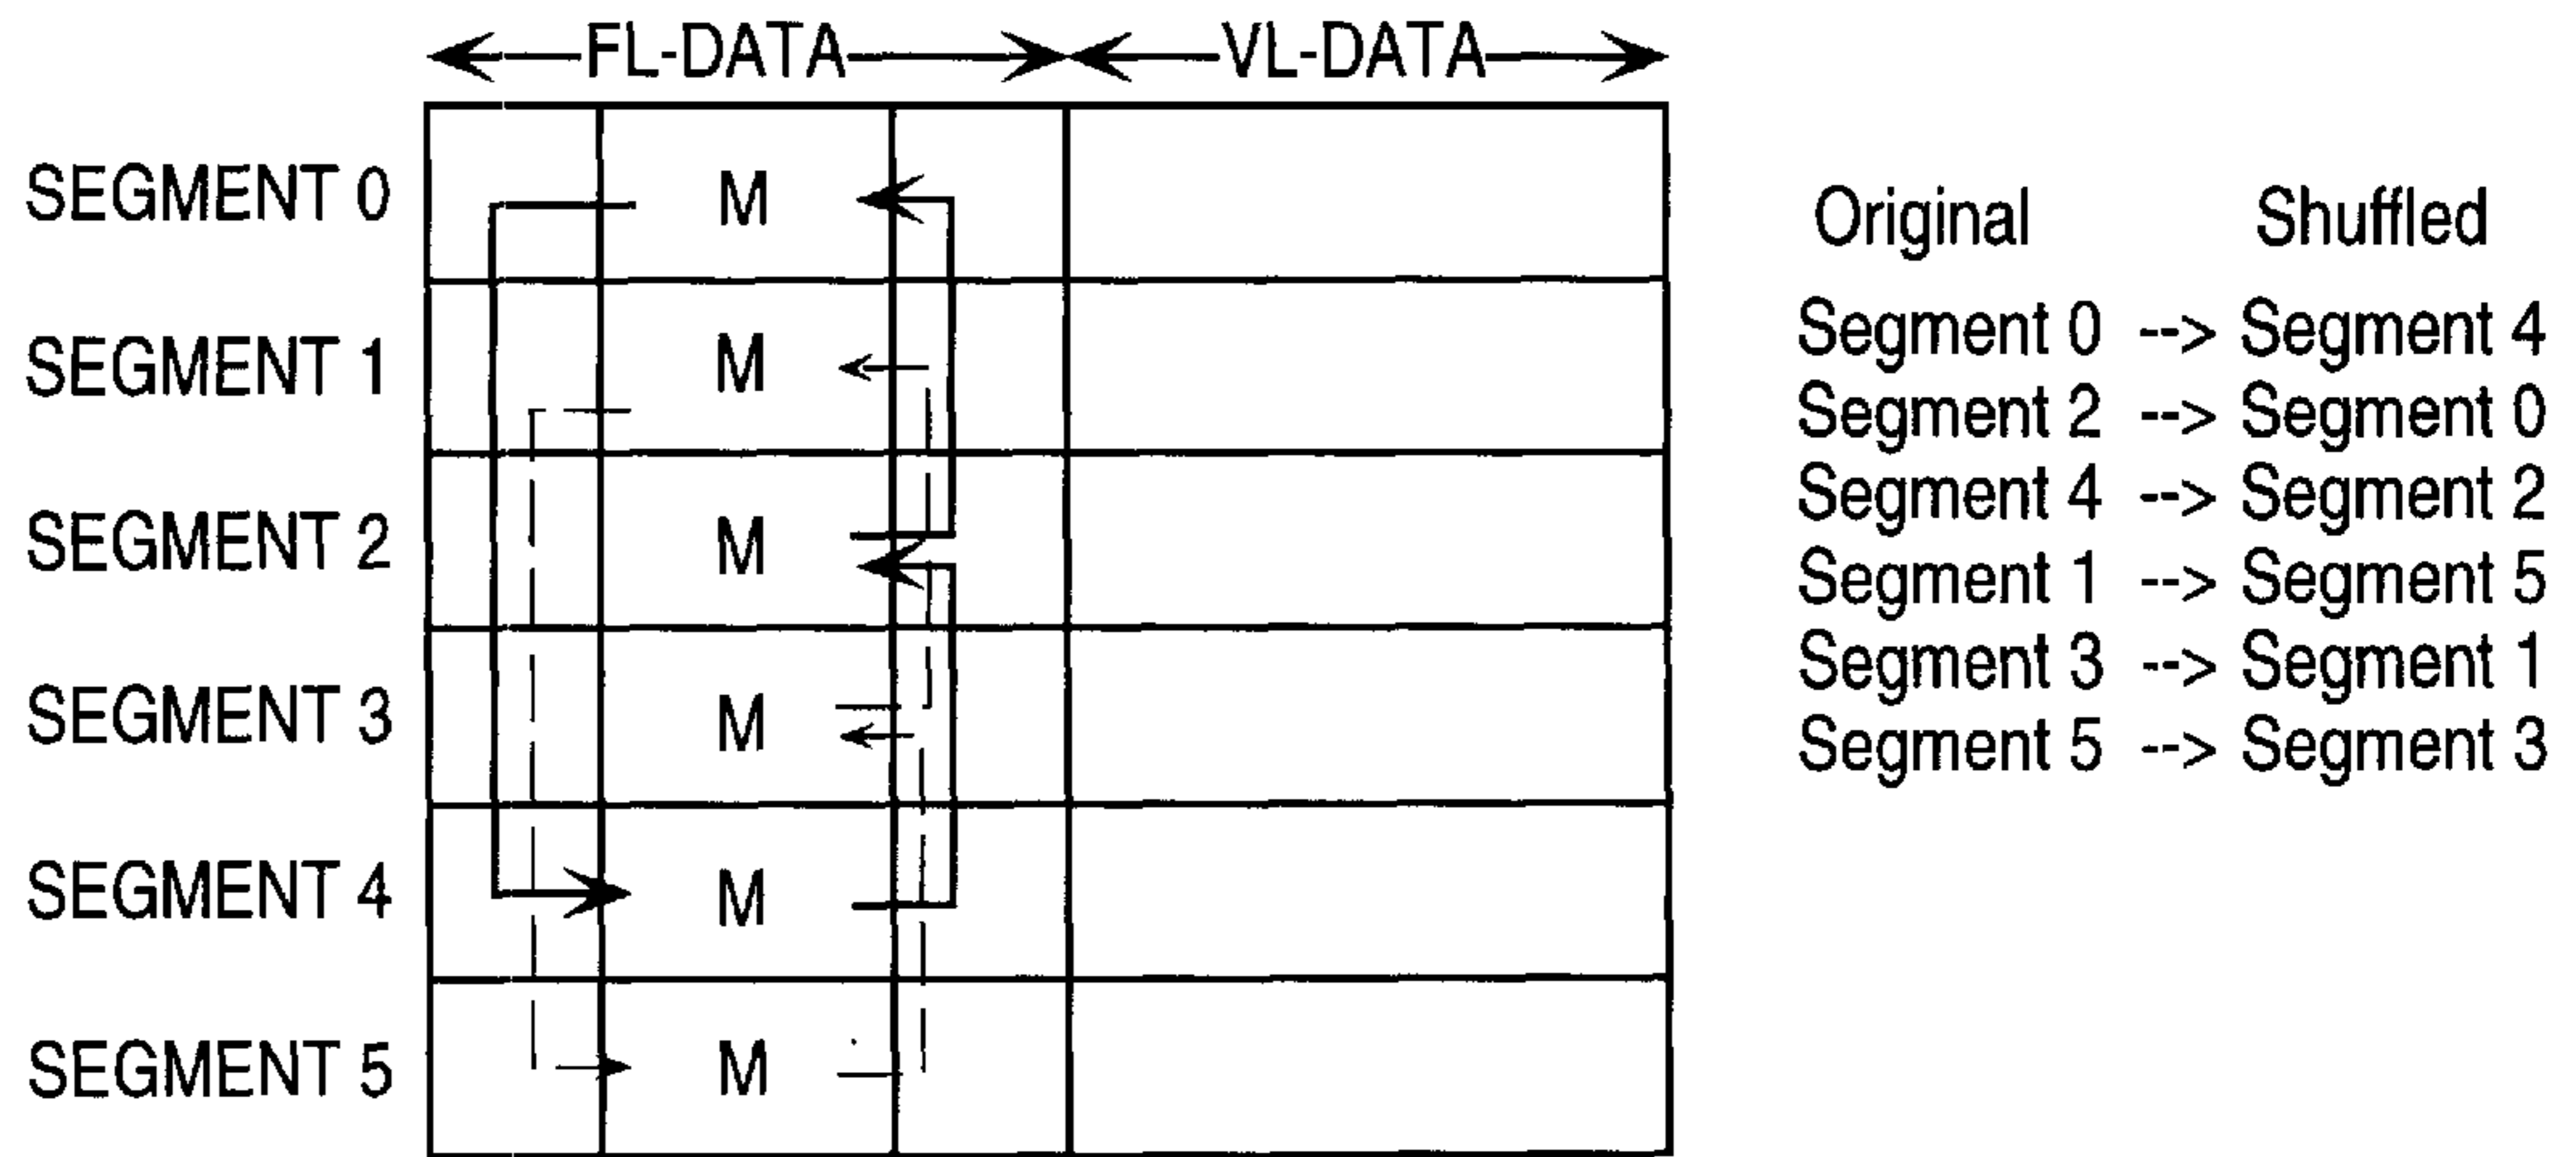 FL-DATA VL-DATA
SEGMENT 0 M
SEGMENT 1 M
SEGMENT 2 M
SEGMENT 3 M
SEGMENT 4 M
SEGMENT 5 M
Original Shuffled
Segment 0 --> Segment 4
Segment 2 --> Segment 0
Segment 4 --> Segment 2
Segment 1 --> Segment 5
Segment 3 --> Segment 1
Segment 5 --> Segment 3